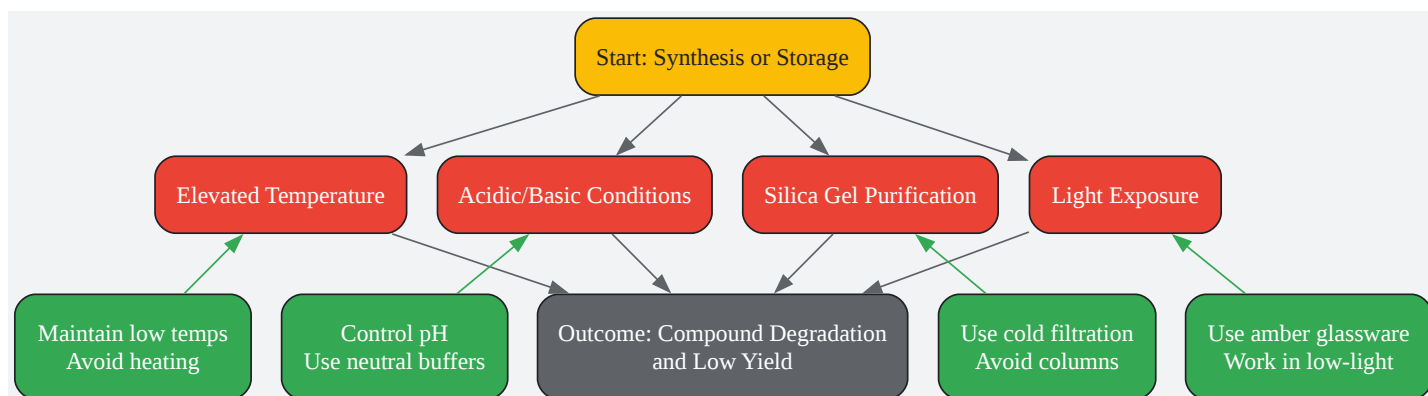 Start: Synthesis or Storage
Elevated Temperature
Acidic/Basic Conditions
Silica Gel Purification
Light Exposure
Maintain low temps
Avoid heating
Control pH
Use neutral buffers
Outcome: Compound Degradation
and Low Yield
Use cold filtration
Avoid columns
Use amber glassware
Work in low-light